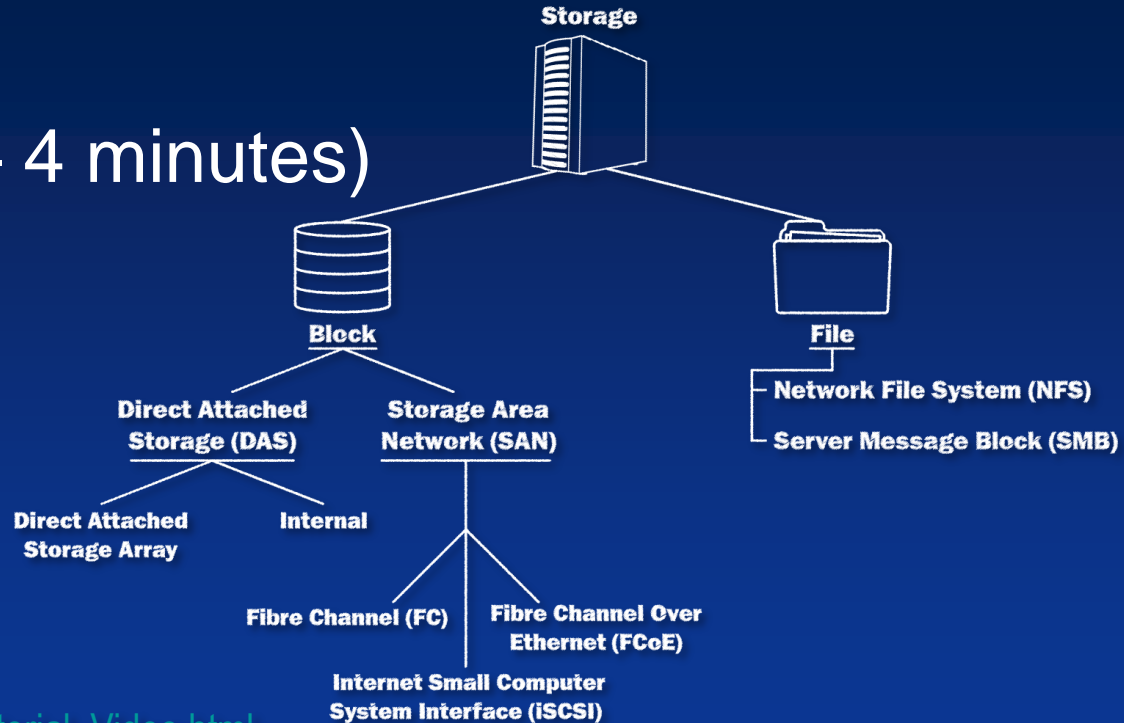 Storage
4 minutes)
Block
File
Direct Attached
Storage (DAS)
Storage Area
Network (SAN)
Network File System (NFS)
Server Message Block (SMB)
Direct Attached
Storage Array
Internal
Fibre Channel (FC)
Fibre Channel Over
Ethernet (FCoE)
Internet Small Computer
System Interface (iSCSI)
Video.html